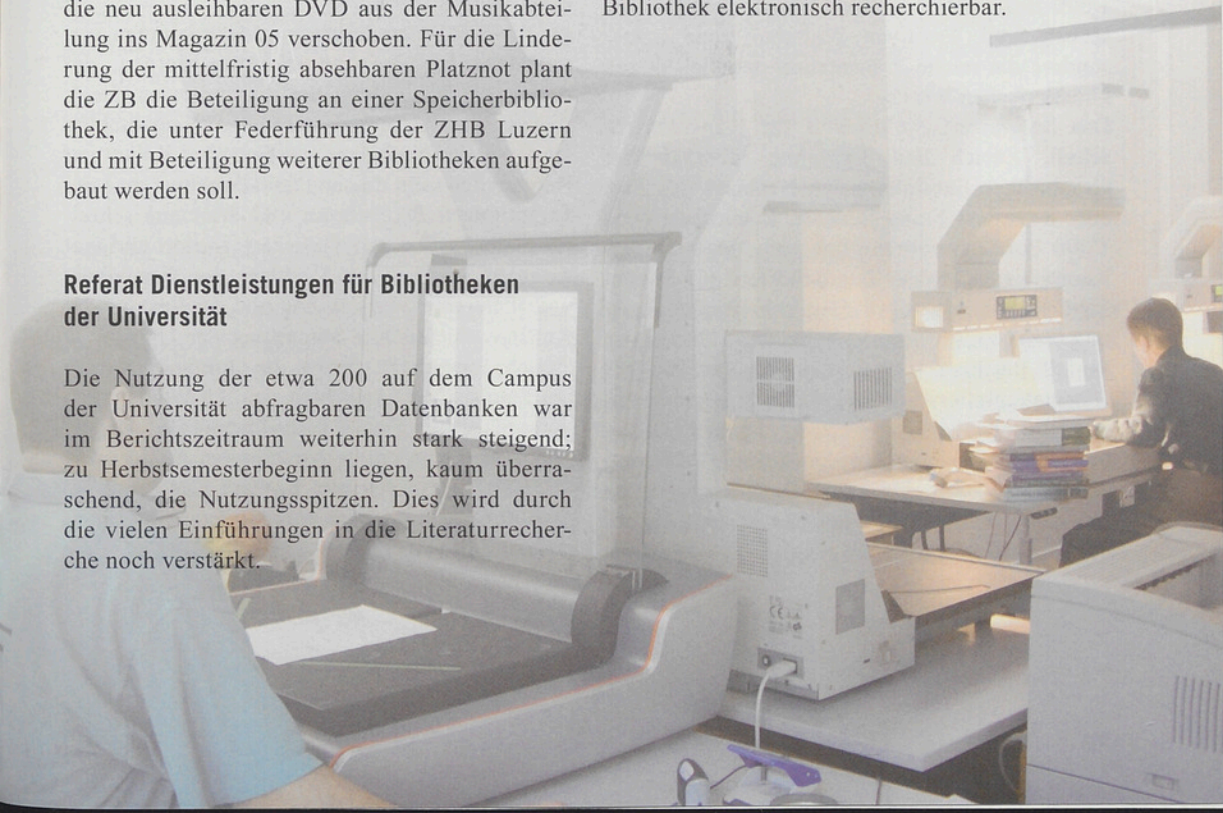 die neu ausleihbaren DVD aus der Musikabtei-
lung ins Magazin 05 verschoben. Für die Linde-
rung der mittelfristig absehbaren Platznot plant
die ZB die Beteiligung an einer Speicherbiblio-
thek, die unter Federführung der ZHB Luzern
und mit Beteiligung weiterer Bibliotheken aufge-
baut werden soll.
Referat Dienstleistungen für Bibliotheken
der Universität
Die Nutzung der etwa 200 auf dem Campus
der Universität abfragbaren Datenbanken war
im Berichtszeitraum weiterhin stark steigend;
zu Herbstsemesterbeginn liegen, kaum überra-
schend, die Nutzungsspitzen. Dies wird durch
die vielen Einführungen in die Literaturrecher-
che noch verstärkt.
Bibliothek elektronisch recherchierbar.